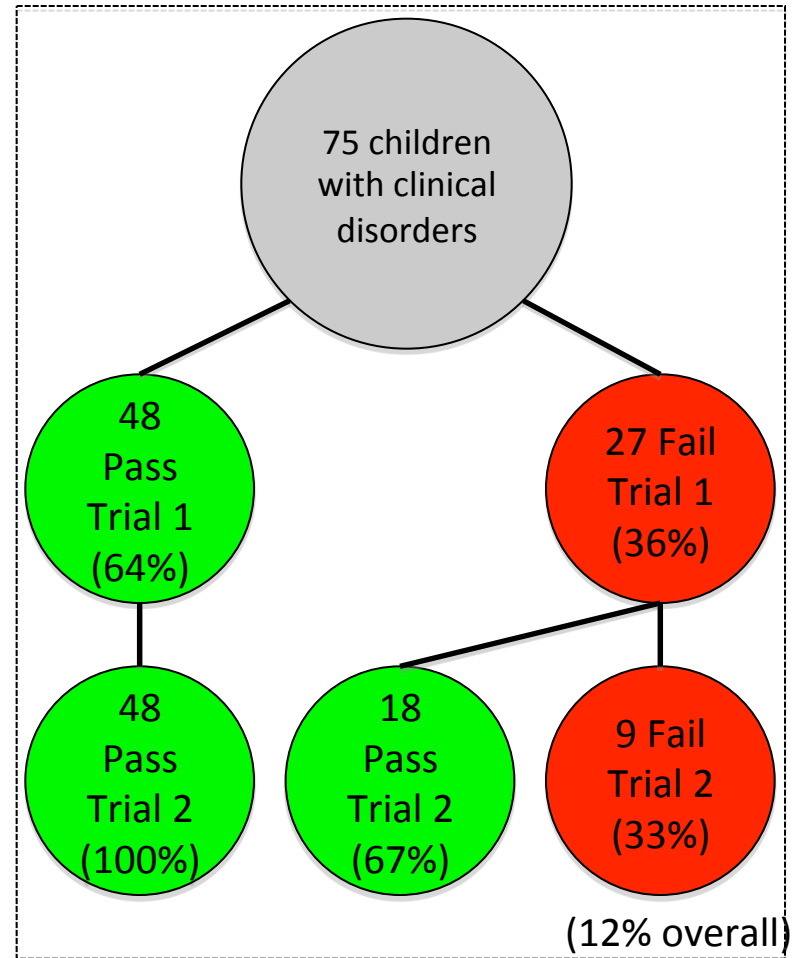 75 children
with clinical
disorders
48
Pass
Trial 1
(64%)
27 Fail
Trial 1
(36%)
48
Pass
Trial 2
(100%)
18
Pass
Trial 2
(67%)
9 Fail
Trial 2
(33%)
(12% overall)